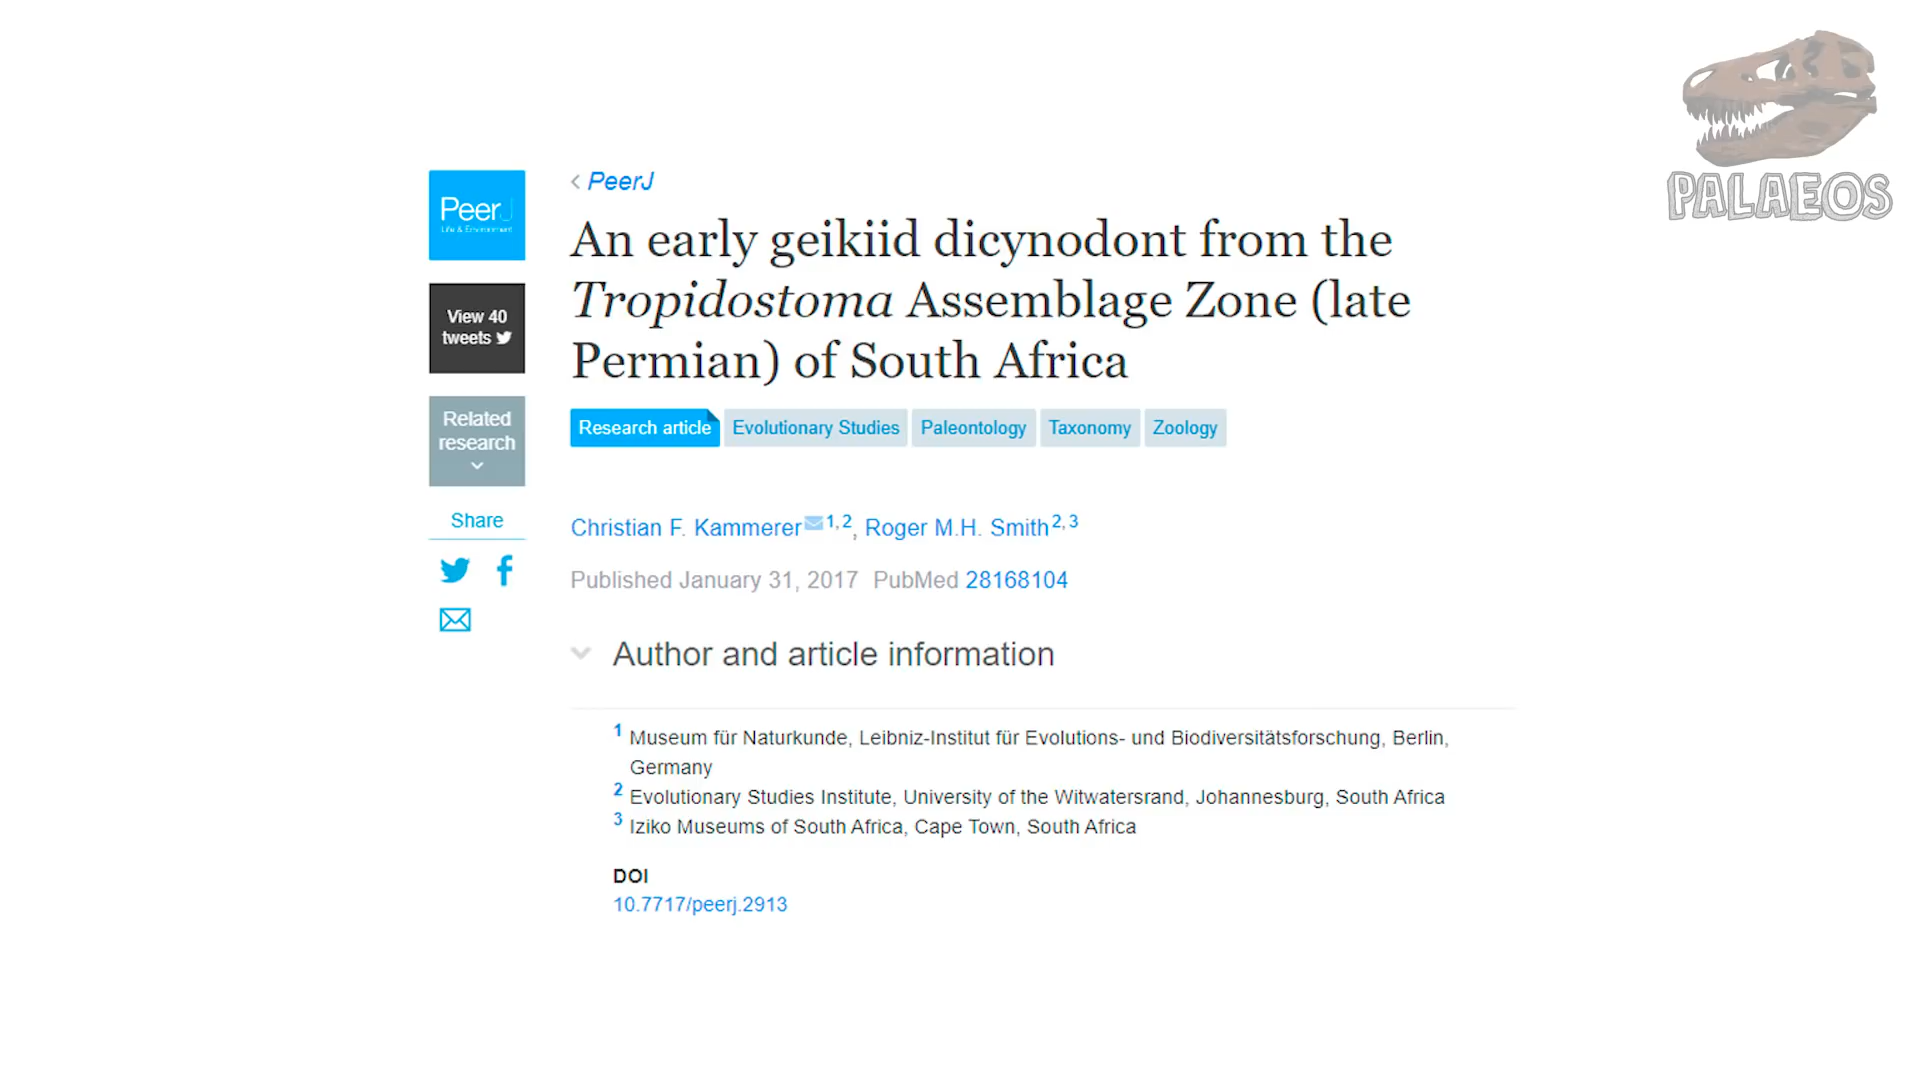 PALAEOS
PeerJ
Life & Environment
View 40
tweets
Related
research
Share
< PeerJ
An early geikiid dicynodont from the
Tropidostoma Assemblage Zone (late
Permian) of South Africa
Research article Evolutionary Studies Paleontology Taxonomy Zoology
Christian F. Kammerer 1,2, Roger M.H. Smith 2,3
Published January 31, 2017 PubMed 28168104
Author and article information
1 Museum für Naturkunde, Leibniz-Institut für Evolutions- und Biodiversitätsforschung, Berlin,
Germany
2 Evolutionary Studies Institute, University of the Witwatersrand, Johannesburg, South Africa
3 Iziko Museums of South Africa, Cape Town, South Africa
DOI
10.7717/peerj.2913